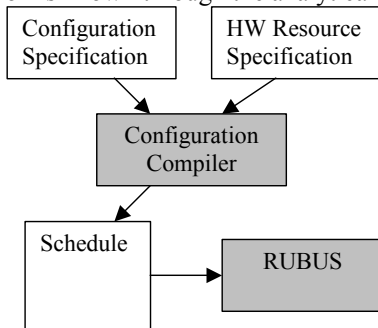 Configuration
Specification
HW Resource
Specification
Configuration
Compiler
Schedule
RUBUS